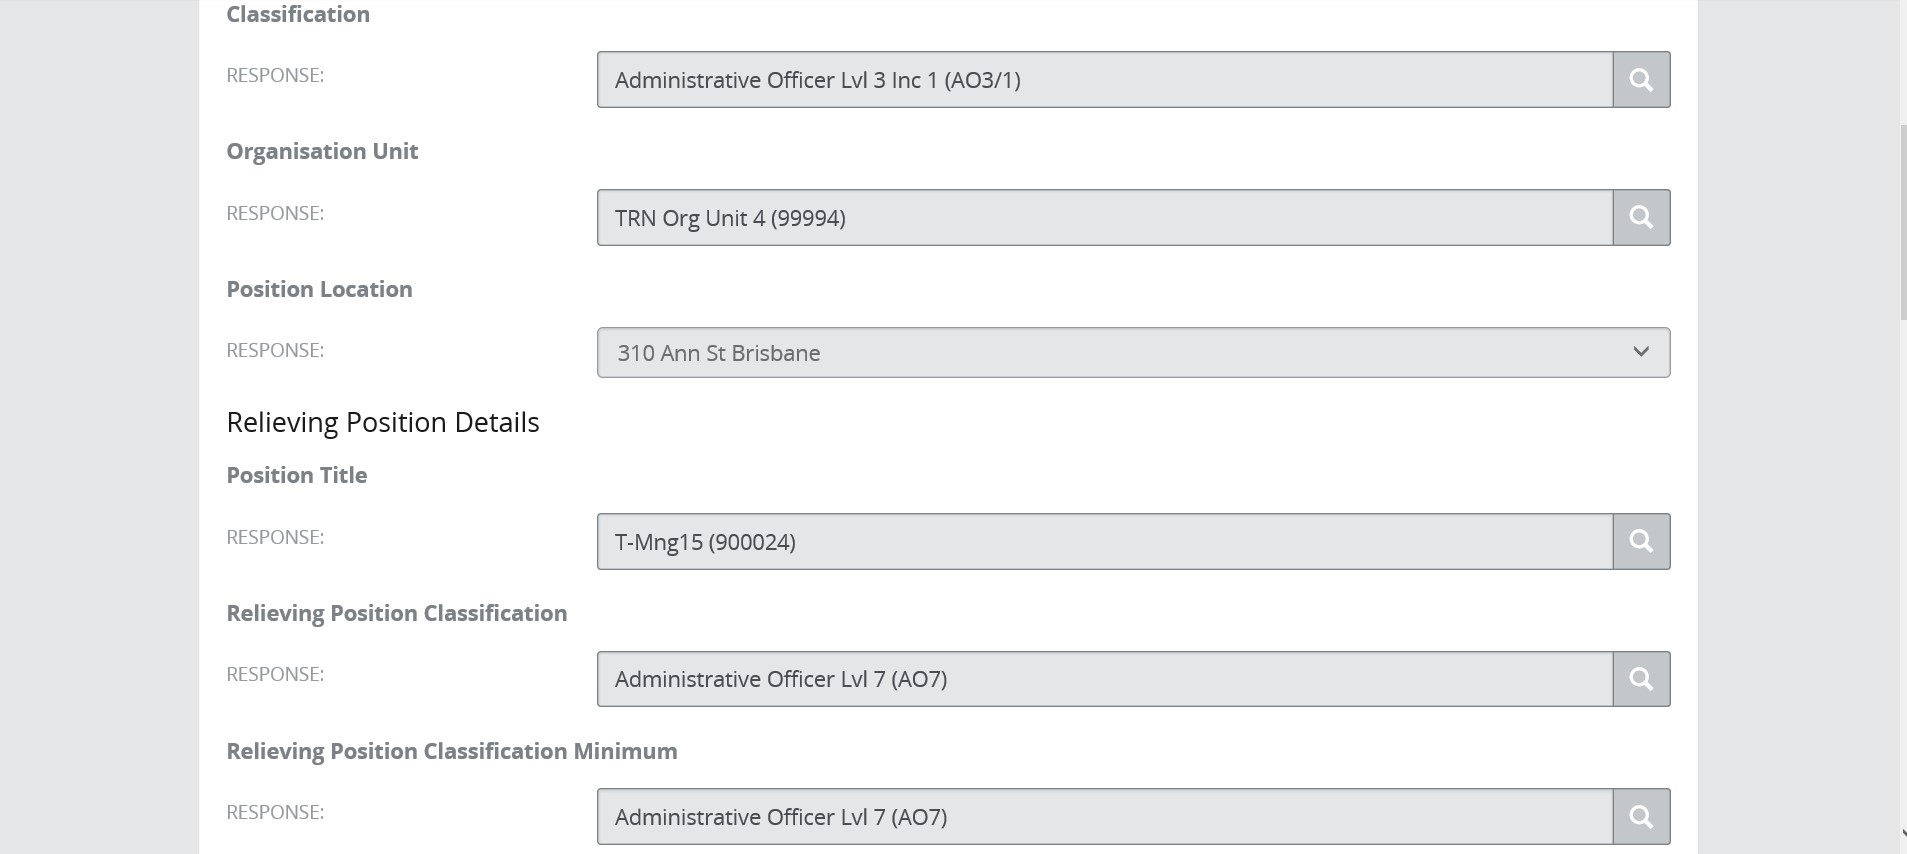 Classification
RESPONSE:
Administrative Officer Lvl 3 Inc 1 (AO3/1)
Organisation Unit
RESPONSE:
TRN Org Unit 4 (99994)
Position Location
RESPONSE:
310 Ann St Brisbane
Relieving Position Details
Position Title
RESPONSE:
T-Mng15 (900024)
Relieving Position Classification
RESPONSE:
Administrative Officer Lvl 7 (AO7)
Relieving Position Classification Minimum
RESPONSE:
Administrative Officer Lvl 7 (AO7)